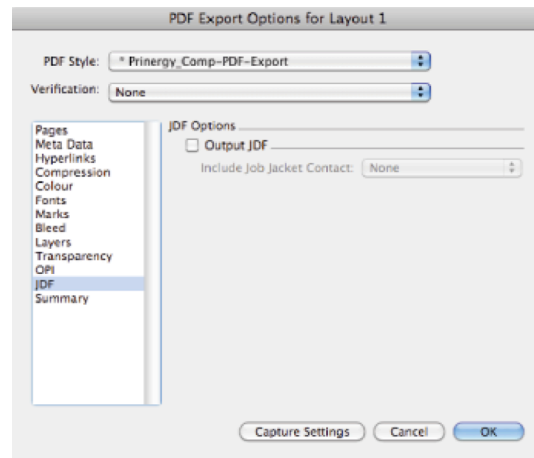 PDF Export Options for Layout 1
PDF Style: * Prinergy_Comp-PDF-Export
Verification: None
Pages
Meta Data
Hyperlinks
Compression
Colour
Fonts
Marks
Bleed
Layers
Transparency
OPI
JDF
Summary
JDF Options
Output JDF
Include Job Jacket Contact: None
Capture Settings Cancel OK